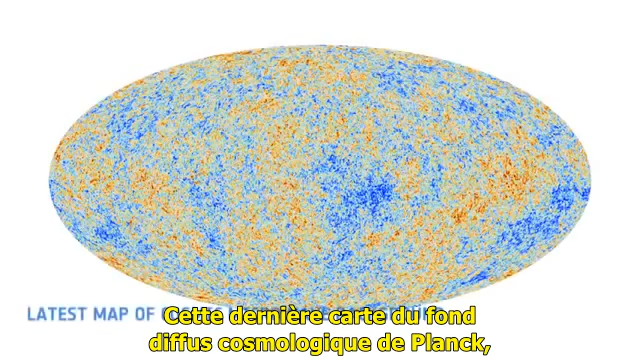 LATEST MAP OF
Cette dernière carte du fond
diffus cosmologique de Planck,